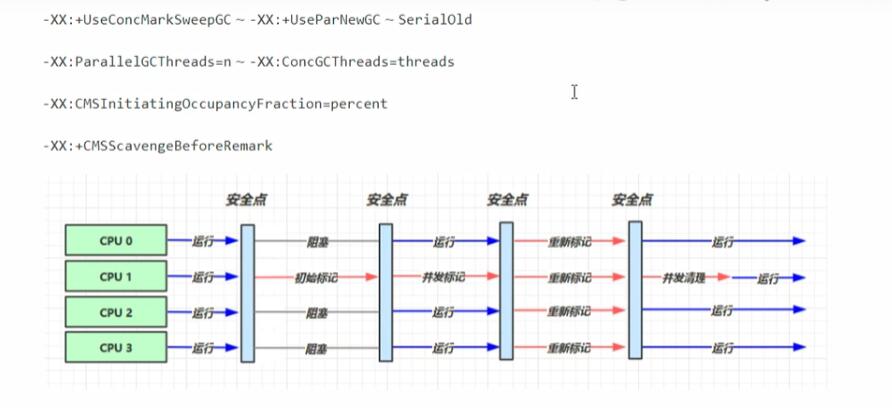 -XX:+UseConcMarkSweepGC ~ -XX:+UseParNewGC ~ SerialOld
-XX:ParallelGCThreads=n ~ -XX:ConcGCThreads=threads
-XX:CMSInitiatingOccupancyFraction=percent
-XX:+CMSScavengeBeforeRemark
安全点 安全点 安全点 安全点
CPU 0 运行 阻塞 运行 重新标记 运行
CPU 1 运行 初始标记 并发标记 重新标记 并发清理 运行
CPU 2 运行 阻塞 运行 重新标记 运行
CPU 3 运行 阻塞 运行 重新标记 运行